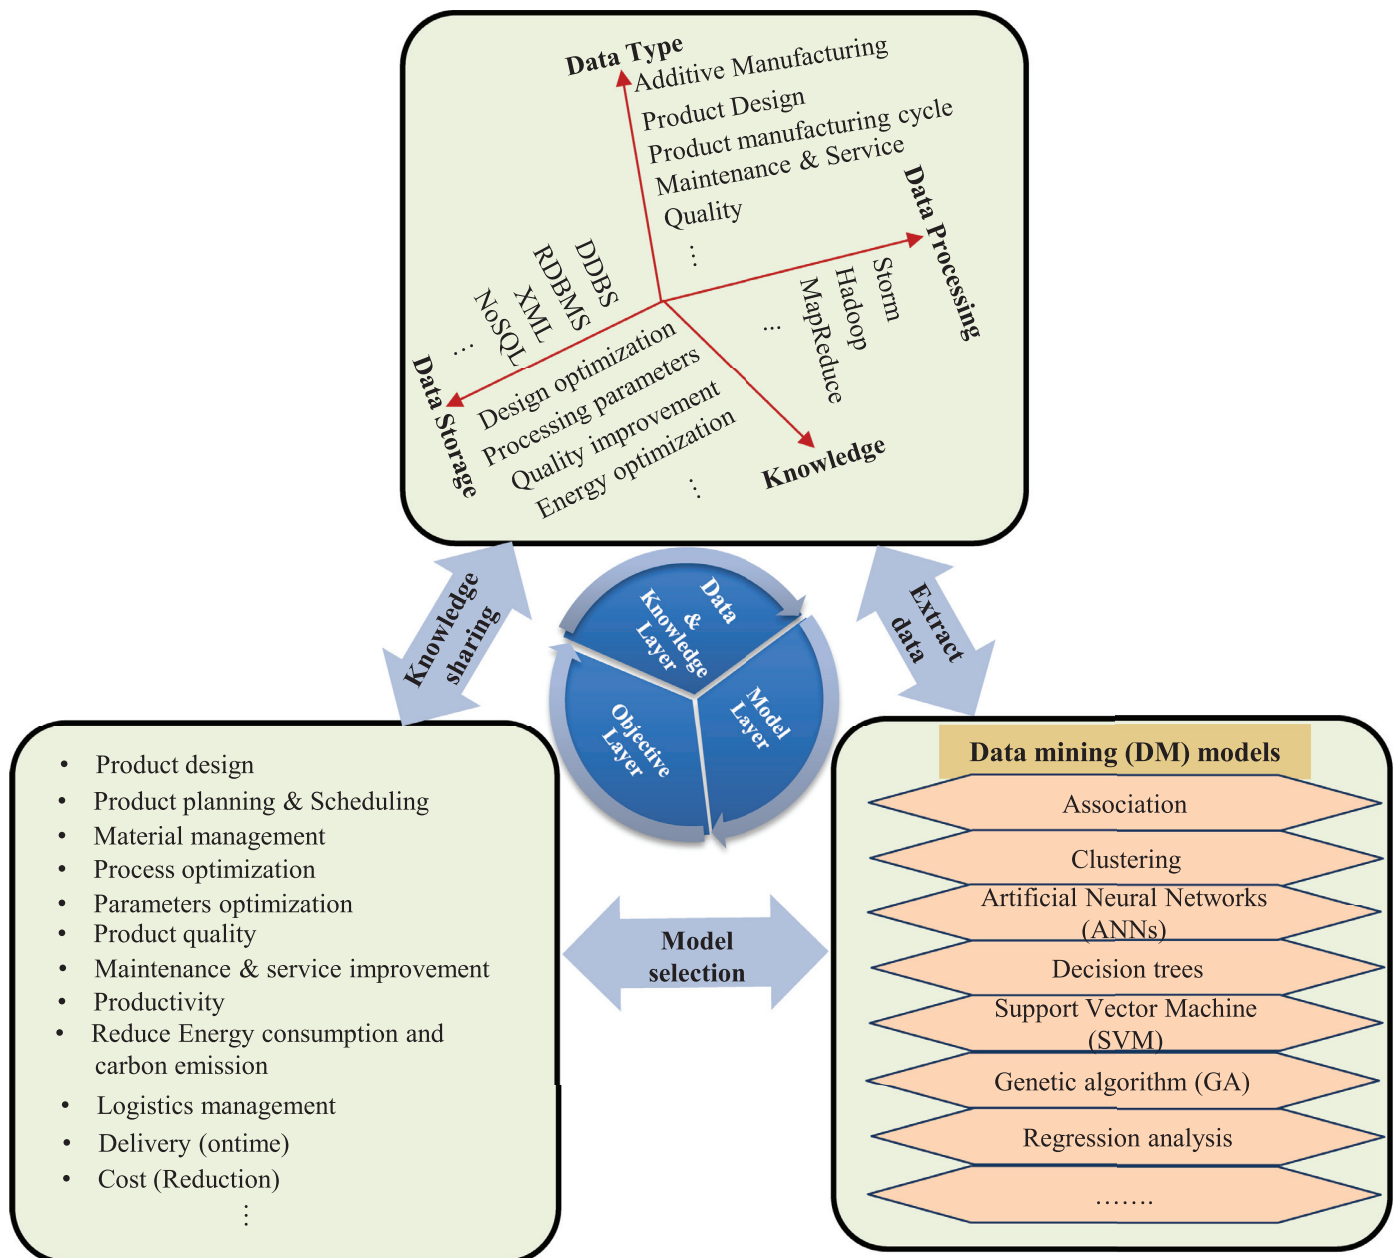 Data Type
Additive Manufacturing
Product Design
Product manufacturing cycle
Maintenance & Service
Quality
...
Data Processing
Storm
Hadoop
MapReduce
...
DDBS
RDBMS
XML
NoSQL
...
Data Storage
Design optimization
Processing parameters
Quality improvement
Energy optimization
...
Knowledge
Knowledge
sharing
Data
&
Knowledge
Layer
Model
Layer
Objective
Layer
Extract
data
• Product design
• Product planning & Scheduling
• Material management
• Process optimization
• Parameters optimization
• Product quality
• Maintenance & service improvement
• Productivity
• Reduce Energy consumption and
carbon emission
• Logistics management
• Delivery (ontime)
• Cost (Reduction)
⋮
Model
selection
Data mining (DM) models
Association
Clustering
Artificial Neural Networks
(ANNs)
Decision trees
Support Vector Machine
(SVM)
Genetic algorithm (GA)
Regression analysis
.......